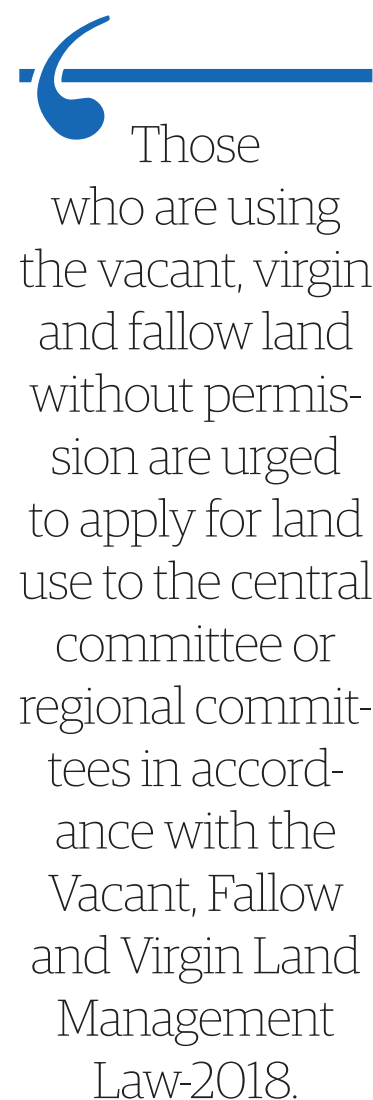 Those
who are using
the vacant, virgin
and fallow land
without permis-
sion are urged
to apply for land
use to the central
committee or
regional commit-
tees in accord-
ance with the
Vacant, Fallow
and Virgin Land
Management
Law-2018.